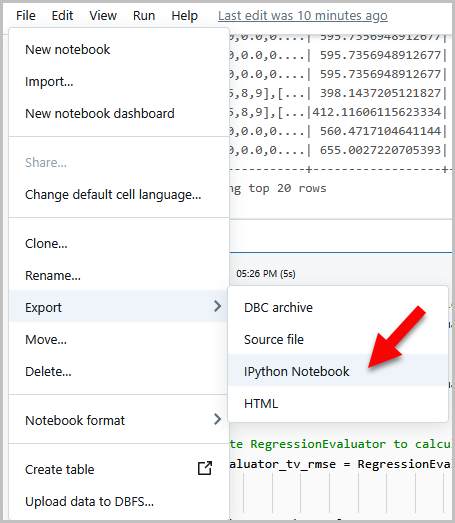 File Edit View Run Help Last edit was 10 minutes ago
New notebook
Import...
New notebook dashboard
Share...
Change default cell language...
Clone...
Rename...
Export
Move...
Delete...
Notebook format
Create table
Upload data to DBFS...
DBC archive
Source file
IPython Notebook
HTML
0,0.0,0....| 595.7356948912677|
0,0.0,0....| 595.7356948912677|
0,0.0,0....| 595.7356948912677|
5,8,9],[...| 398.1437205121827|
5,8,9],[...|412.11606115623334|
0,0.0,0....| 560.4717104641144|
0,0.0,0....| 655.0027220705393|
ng top 20 rows
05:26 PM (5s)
te RegressionEvaluator to calcu
aluator_tv_rmse = RegressionEva